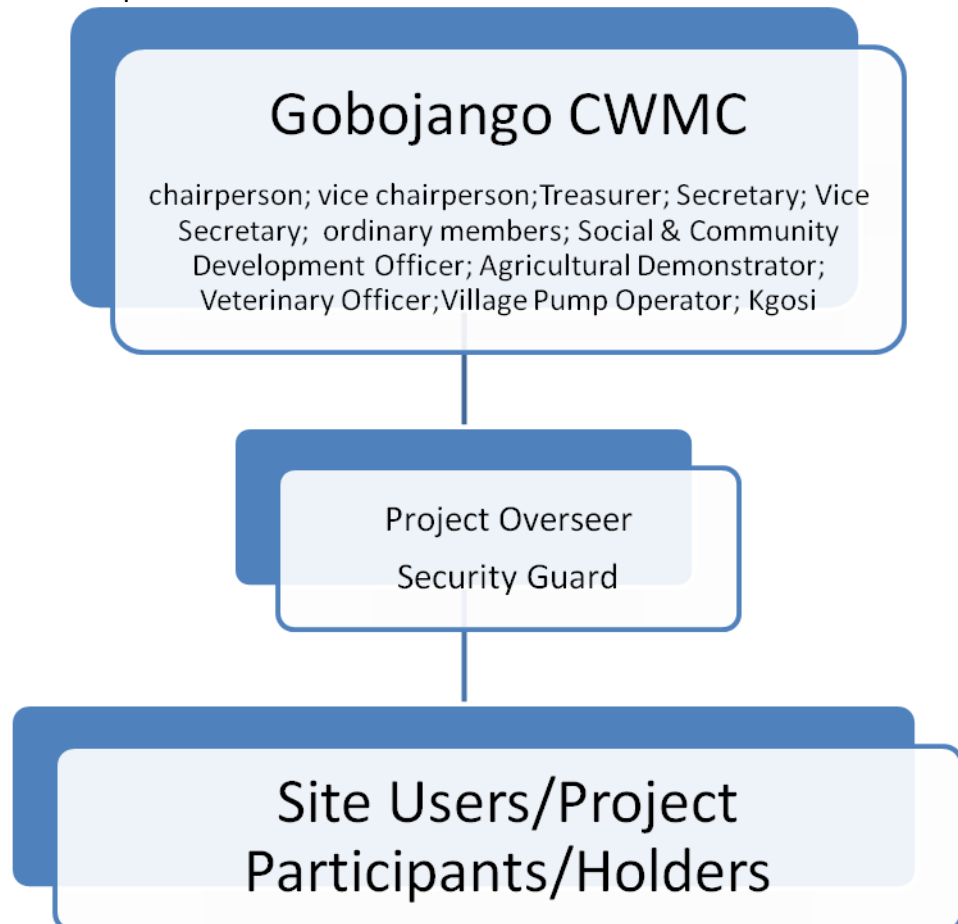 Gobojango CWMC
chairperson; vice chairperson;Treasurer; Secretary; Vice
Secretary;  ordinary members; Social & Community
Development Officer; Agricultural Demonstrator;
Veterinary Officer;Village Pump Operator; Kgosi
Project Overseer
Security Guard
Site Users/Project
Participants/Holders